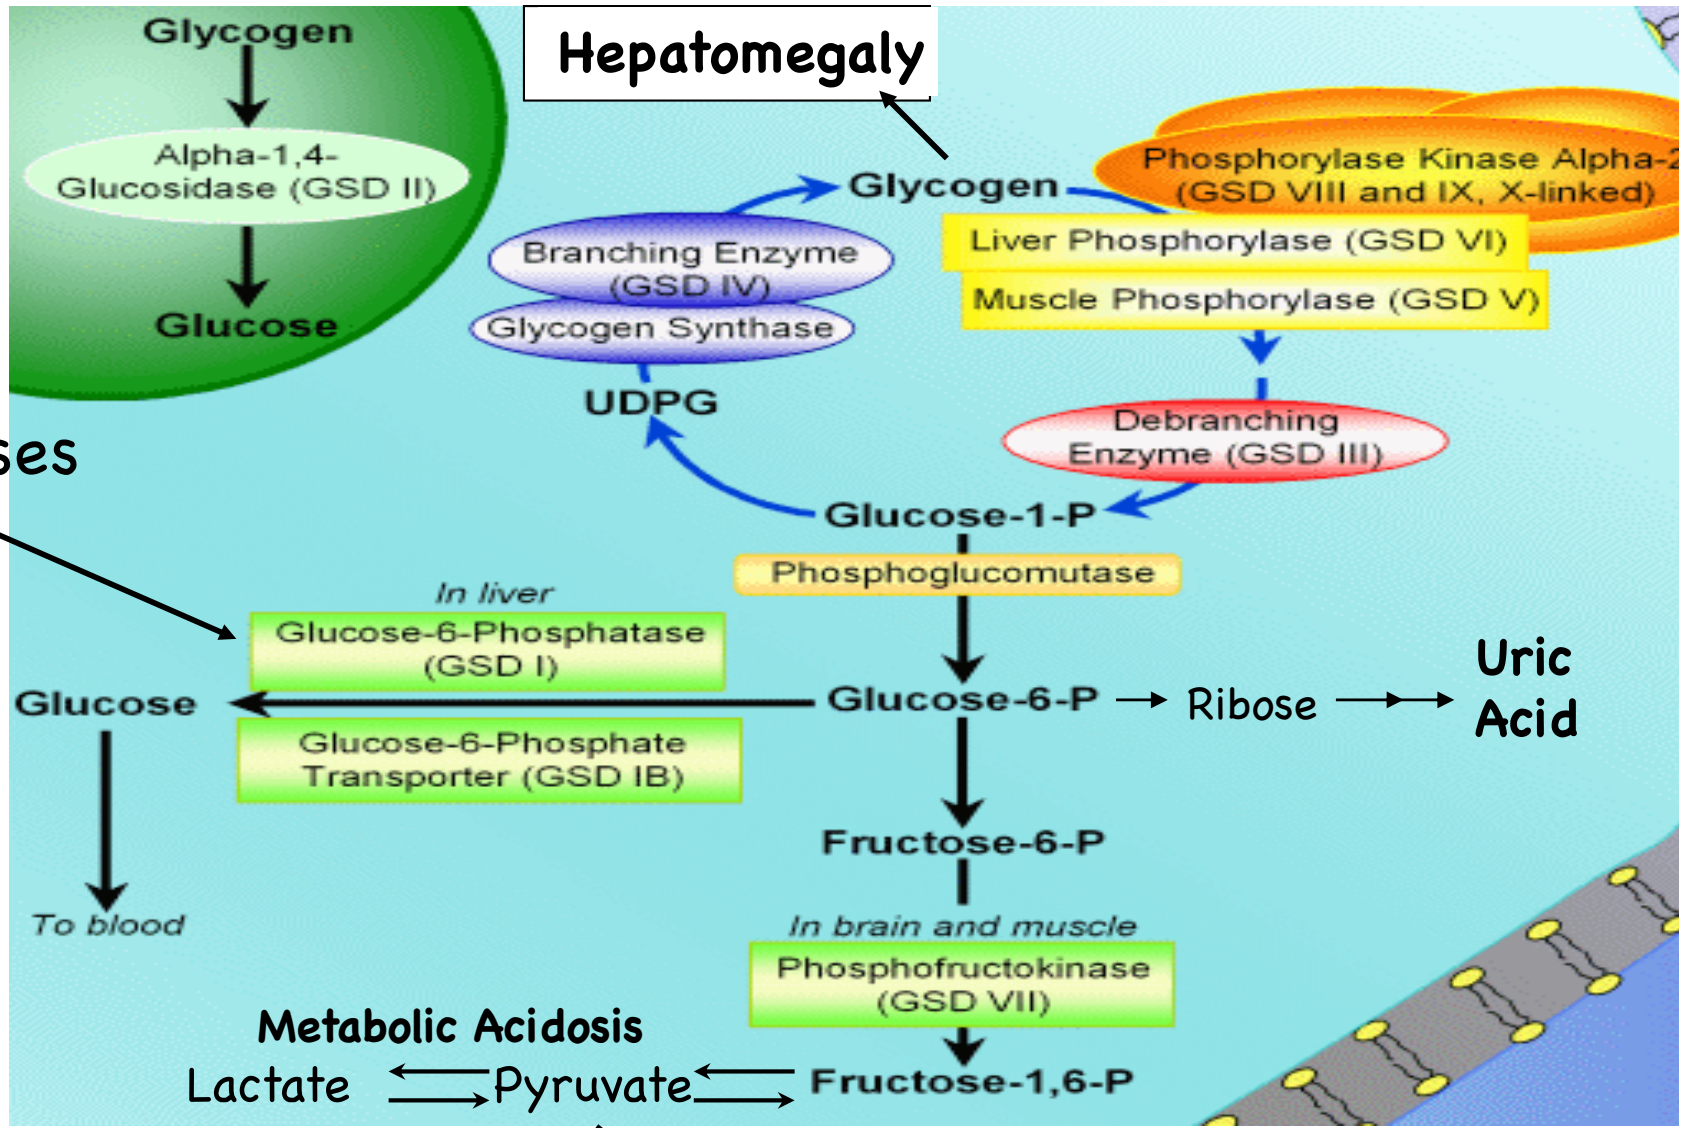 Glycogen
Alpha-1,4-
Glucosidase (GSD II)
Glucose
Hepatomegaly
Glycogen
Phosphorylase Kinase Alpha-2
(GSD VIII and IX, X-linked)
Liver Phosphorylase (GSD VI)
Muscle Phosphorylase (GSD V)
Branching Enzyme
(GSD IV)
Glycogen Synthase
UDPG
Debranching
Enzyme (GSD III)
ses
Glucose-1-P
Phosphoglucomutase
In liver
Glucose-6-Phosphatase
(GSD I)
Glucose
Glucose-6-P
Ribose
Uric
Acid
Glucose-6-Phosphate
Transporter (GSD IB)
Fructose-6-P
To blood
In brain and muscle
Phosphofructokinase
(GSD VII)
Metabolic Acidosis
Lactate
Pyruvate
Fructose-1,6-P